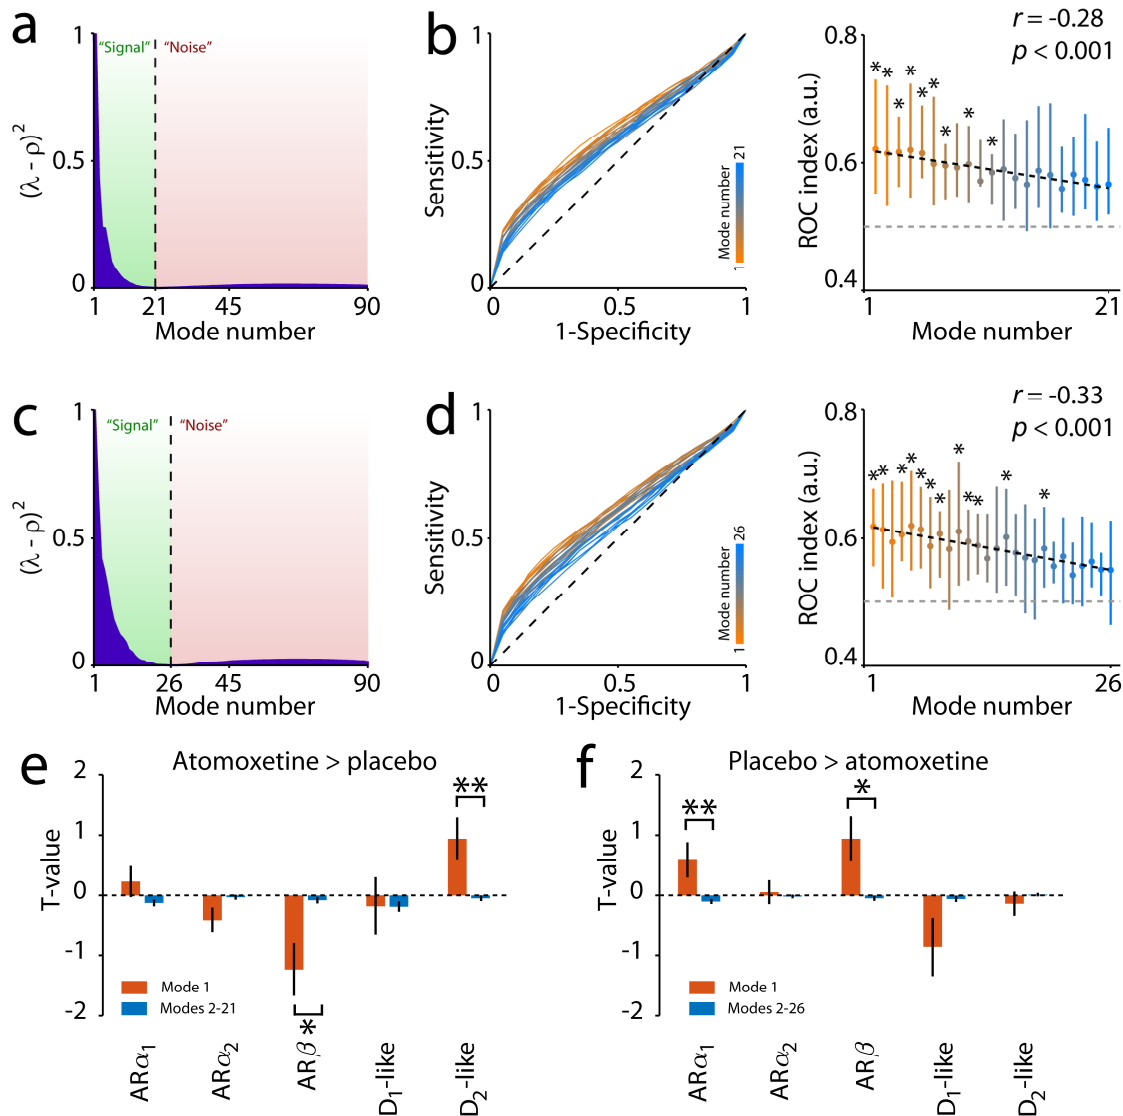 a
1
0.5
0
(λ - ρ)²
"Signal"
"Noise"
1
21
45
90
Mode number
b
1
0.5
0
Sensitivity
0
0.5
1
1-Specificity
Mode number
1
21
r = -0.28
p < 0.001
0.8
0.6
0.4
ROC index (a.u.)
* * * * * * * * *
1
21
Mode number
c
1
0.5
0
(λ - ρ)²
"Signal"
"Noise"
1
26
45
90
Mode number
d
1
0.5
0
Sensitivity
0
0.5
1
1-Specificity
Mode number
1
26
r = -0.33
p < 0.001
0.8
0.6
0.4
ROC index (a.u.)
* * * * * * * * * * * *
1
26
Mode number
e
Atomoxetine > placebo
2
1
0
-1
-2
T-value
**
*
Mode 1
Modes 2-21
ARα₁
ARα₂
ARβ
D₁-like
D₂-like
f
Placebo > atomoxetine
2
1
0
-1
-2
T-value
**
*
Mode 1
Modes 2-26
ARα₁
ARα₂
ARβ
D₁-like
D₂-like